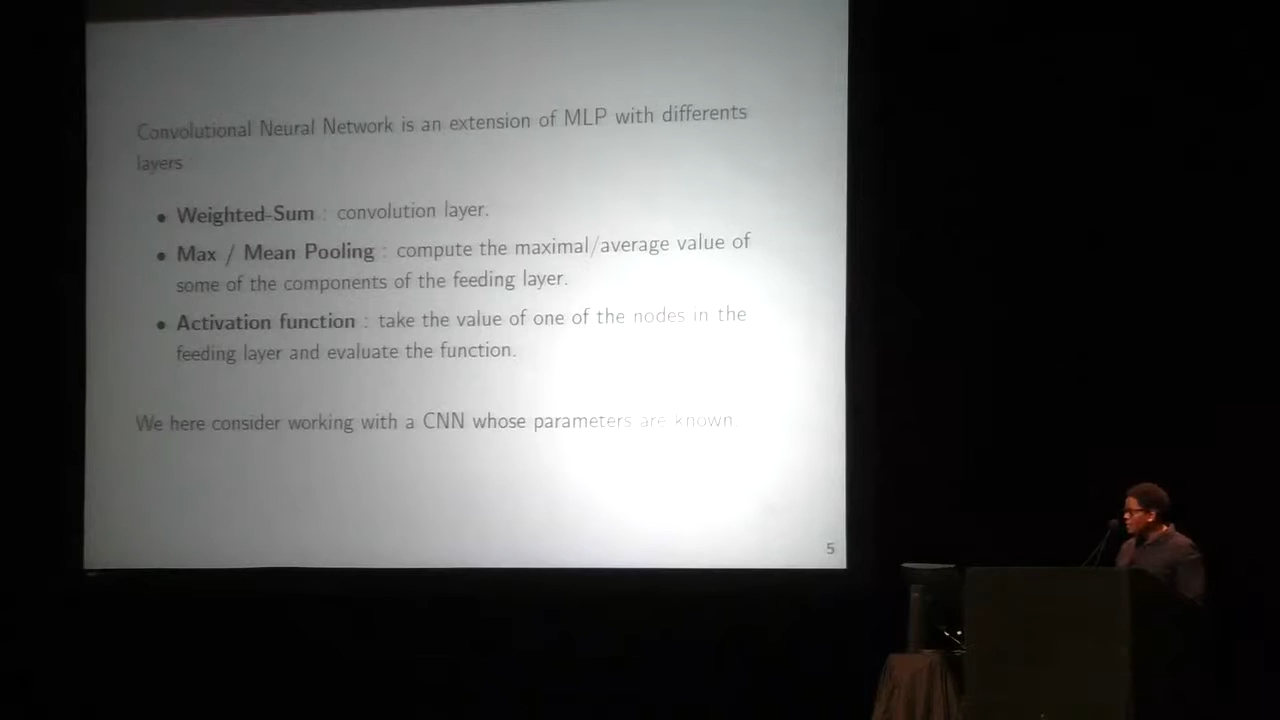 Convolutional Neural Network is an extension of MLP with differents
layers
• Weighted-Sum : convolution layer.
• Max / Mean Pooling : compute the maximal/average value of
some of the components of the feeding layer.
• Activation function : take the value of one of the nodes in the
feeding layer and evaluate the function.
We here consider working with a CNN whose parameters are known.
5